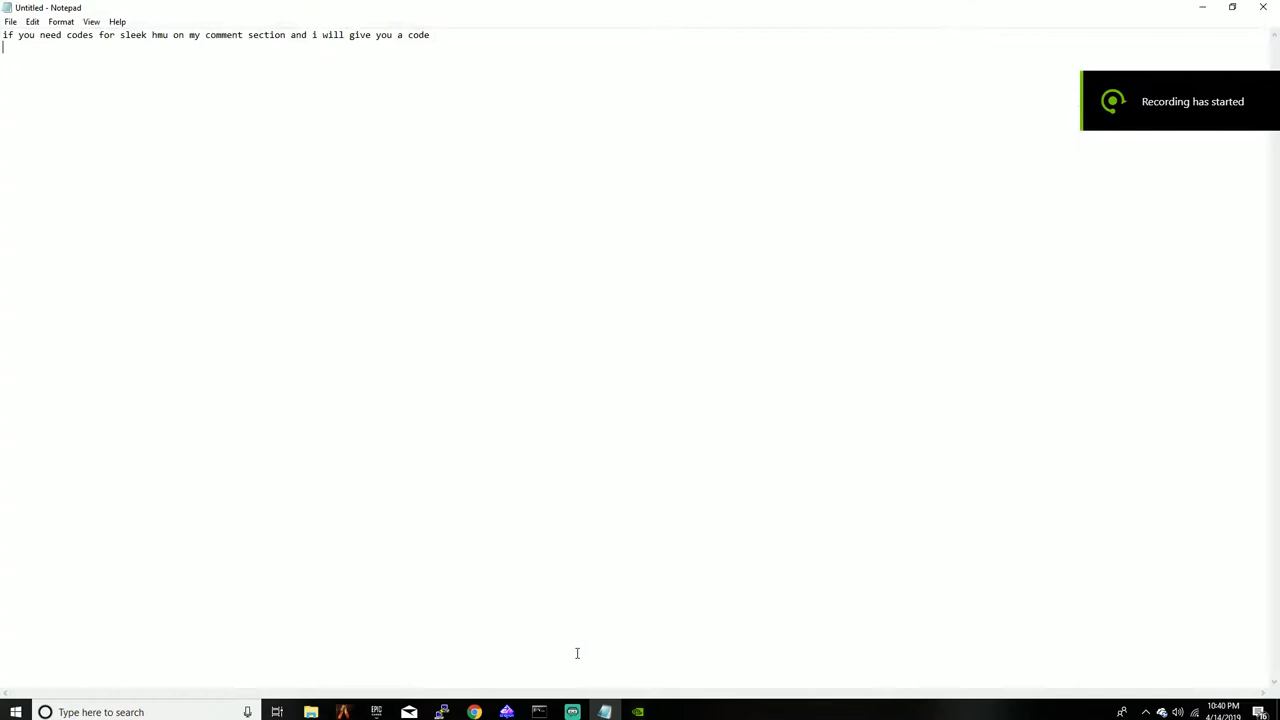 Untitled - Notepad
File Edit Format View Help
if you need codes for sleek hmu on my comment section and i will give you a code
Recording has started
EPIC
Type here to search
10:40 PM
4/14/2019